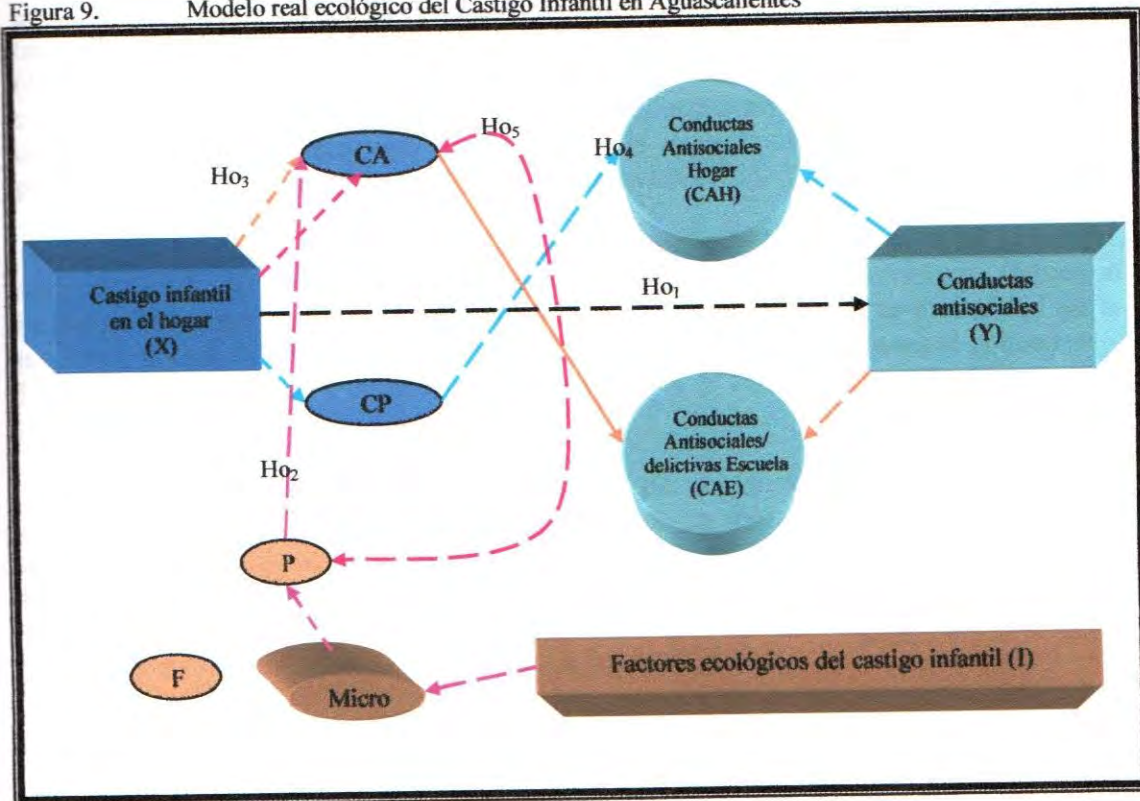 Figura 9. Modelo real ecológico del Castigo Infantil en Aguascalientes
CA
Ho5
Ho4
Conductas
Antisociales
Hogar
(CAH)
Ho3
Castigo infantil
en el hogar
(X)
Ho1
Conductas
antisociales
(Y)
CP
Conductas
Antisociales/
delictivas Escuela
(CAE)
Ho2
P
F
Micro
Factores ecológicos del castigo infantil (I)